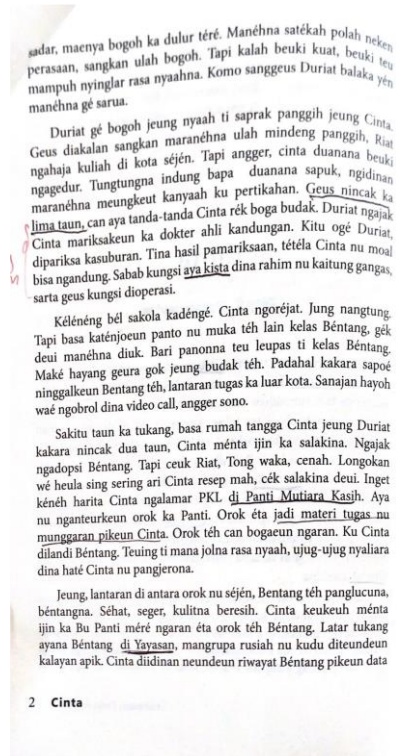 sadar, maenya bogoh ka dulur téré. Manéhna satékah polah neken
perasaan, sangkan ulah bogoh. Tapi kalah beuki kuat, beuki teu
mampuh nyinglar rasa nyaahna. Komo sanggeus Duriat balaka yén
manéhna gé sarua.
Duriat gé bogoh jeung nyaah ti saprak panggih jeung Cinta.
Geus diakalan sangkan maranéhna ulah mindeng panggih, Riat
ngahaja kuliah di kota séjén. Tapi angger, cinta duanana beuki
ngagedur. Tungtungna indung bapa duanana sapuk, ngidinan
maranéhna meungkeut kanyaah ku pertikahan. Geus nincak ka
lima taun, can aya tanda-tanda Cinta rék boga budak. Duriat ngajak
Cinta mariksakeun ka dokter ahli kandungan. Kitu ogé Duriat,
dipariksa kasuburan. Tina hasil pamariksaan, tétéla Cinta nu moal
bisa ngandung. Sabab kungsi aya kista dina rahim nu kaitung gangas,
sarta geus kungsi dioperasi.
Kélénéng bél sakola kadéngé. Cinta ngoréjat. Jung nangtung.
Tapi basa katénjoeun panto nu muka téh lain kelas Béntang, gék
deui manéhna diuk. Bari panonna teu leupas ti kelas Béntang.
Maké hayang geura gok jeung budak téh. Padahal kakara sapoé
ninggalkeun Bentang téh, lantaran tugas ka luar kota. Sanajan hayoh
waé ngobrol dina video call, angger sono.
Sakitu taun ka tukang, basa rumah tangga Cinta jeung Duriat
kakara nincak dua taun, Cinta ménta ijin ka salakina. Ngajak
ngadopsi Béntang. Tapi ceuk Riat, Tong waka, cenah. Longokan
wé heula sing sering ari Cinta resep mah, cék salakina deui. Inget
kénéh harita Cinta ngalamar PKL di Panti Mutiara Kasih. Aya
nu nganteurkeun orok ka Panti. Orok éta jadi materi tugas nu
munggaran pikeun Cinta. Orok téh can bogaeun ngaran. Ku Cinta
dilandi Béntang. Teuing ti mana jolna rasa nyaah, ujug-ujug nyaliara
dina haté Cinta nu pangjerona.
Jeung, lantaran di antara orok nu séjén, Bentang téh panglucuna,
béntangna. Séhat, seger, kulitna beresih. Cinta keukeuh ménta
ijin ka Bu Panti méré ngaran éta orok téh Béntang. Latar tukang
ayana Béntang di Yayasan, mangrupa rusiah nu kudu diteundeun
kalayan apik. Cinta diidinan neundeun riwayat Béntang pikeun data
2 Cinta